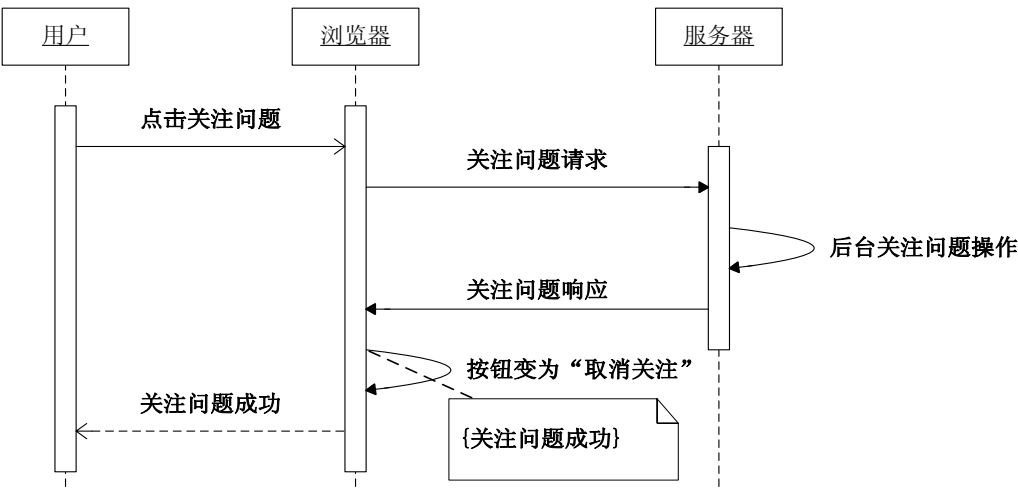 用户
浏览器
服务器
点击关注问题
关注问题请求
后台关注问题操作
关注问题响应
按钮变为“取消关注”
关注问题成功
{关注问题成功}